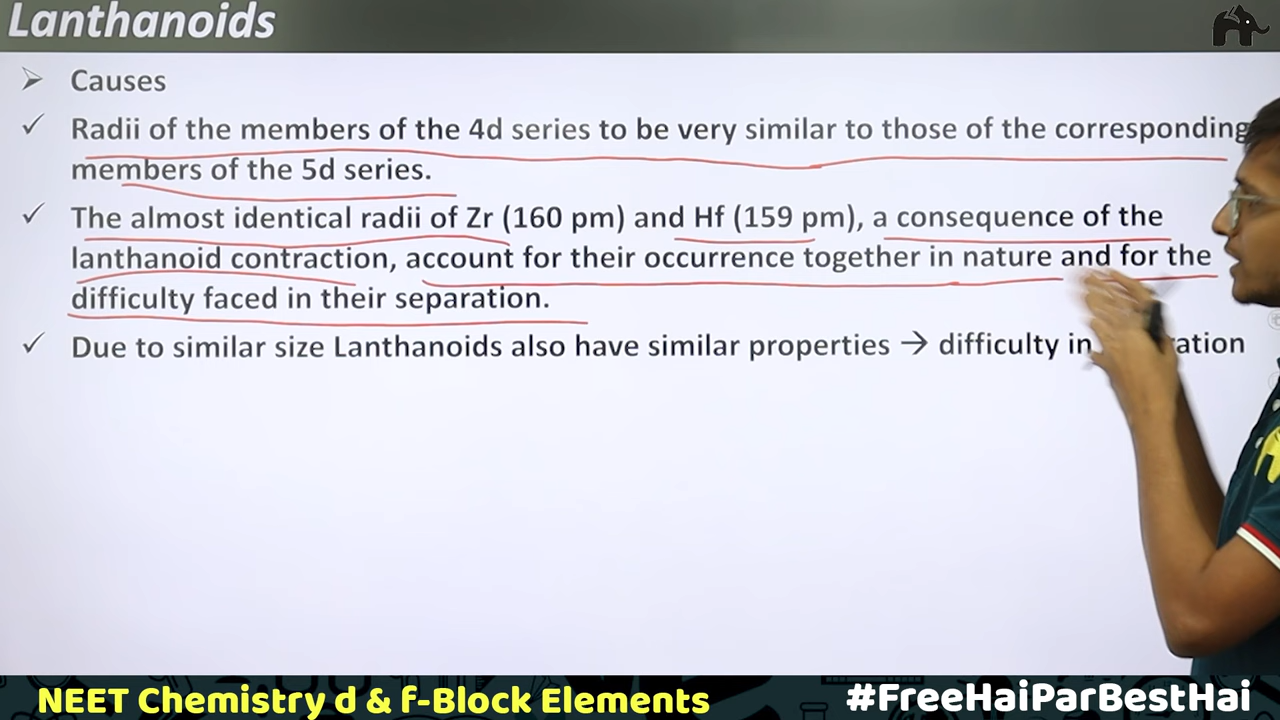 Lanthanoids
Causes
Radii of the members of the 4d series to be very similar to those of the corresponding
members of the 5d series.
The almost identical radii of Zr (160 pm) and Hf (159 pm), a consequence of the
lanthanoid contraction, account for their occurrence together in nature and for the
difficulty faced in their separation.
Due to similar size Lanthanoids also have similar properties → difficulty in
NEET Chemistry d & f-Block Elements
#FreeHaiParBestHai